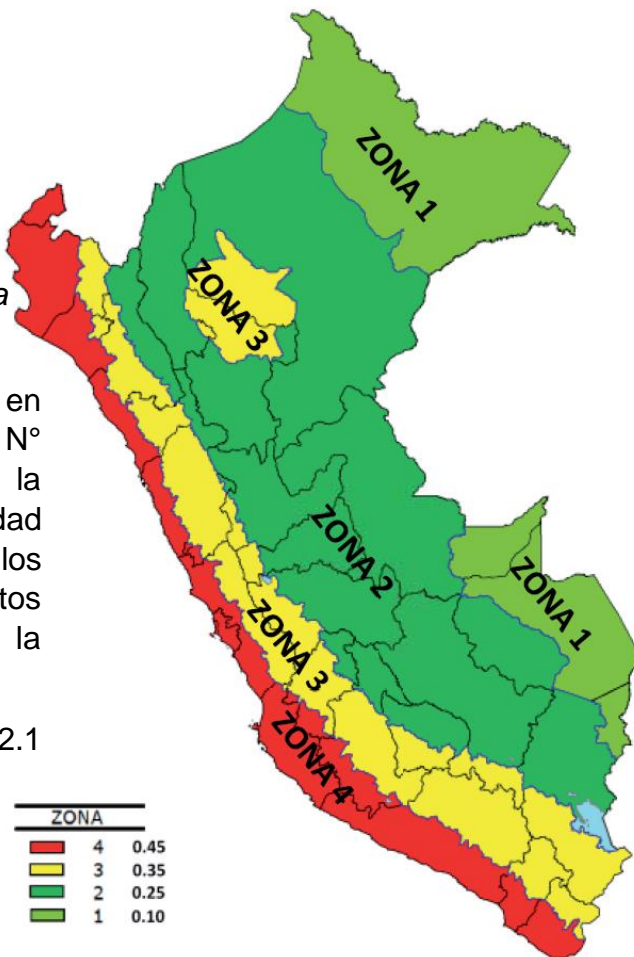 a
en
N°
la
dad
los
tos
la
2.1
ZONA 1
ZONA 3
ZONA 2
ZONA 1
ZONA 3
ZONA 4
ZONA
4 0.45
3 0.35
2 0.25
1 0.10